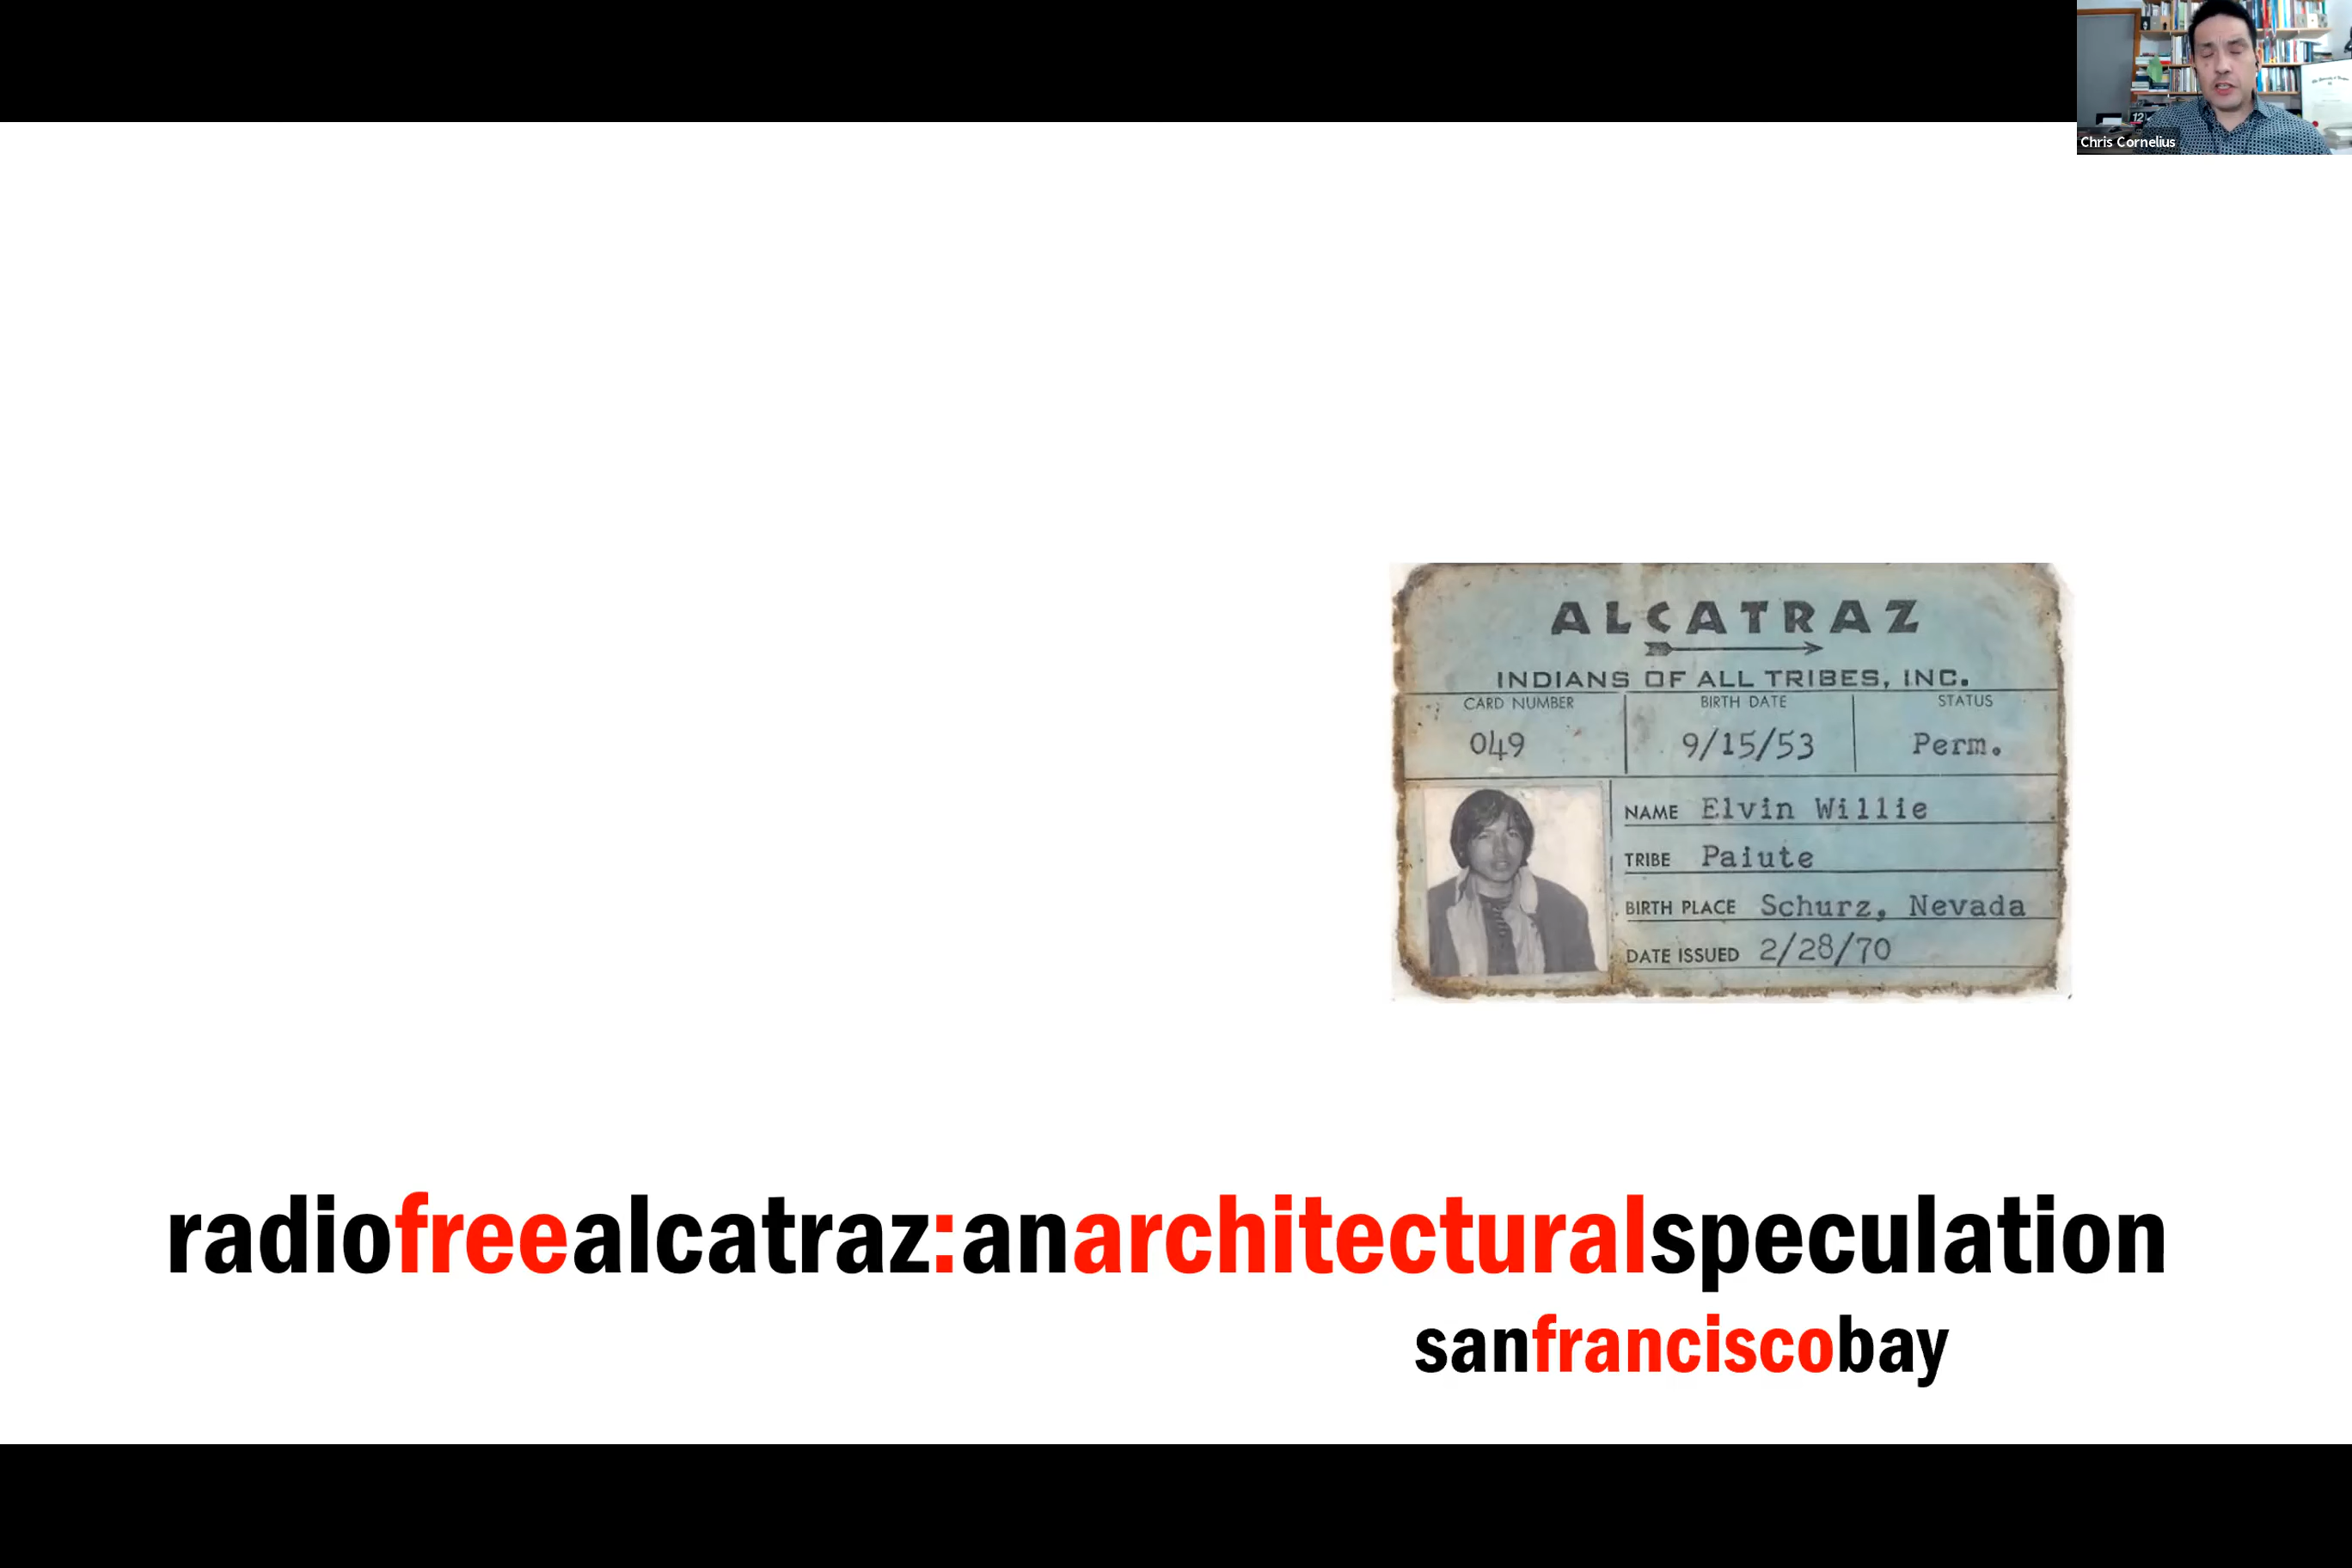 Chris Cornelius
ALCATRAZ
INDIANS OF ALL TRIBES, INC.
CARD NUMBER BIRTH DATE STATUS
049 9/15/53 Perm.
NAME Elvin Willie
TRIBE Paiute
BIRTH PLACE Schurz, Nevada
DATE ISSUED 2/28/70
radiofreealcatraz:anarchitecturalspeculation
sanfranciscobay